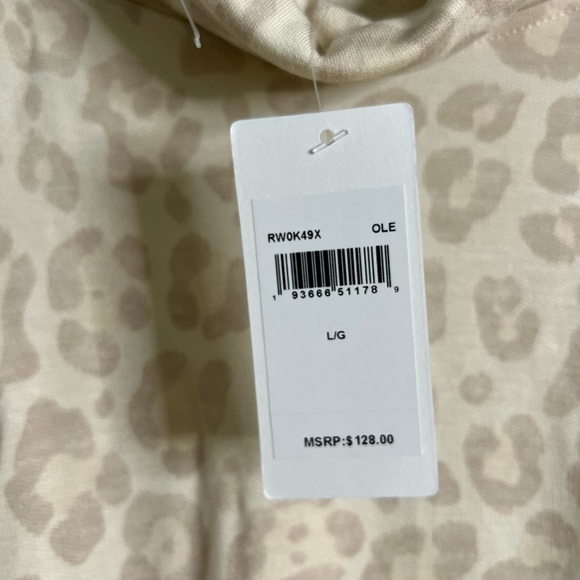 RW0K49X OLE
1 93666 51178 9
L/G
MSRP:$128.00